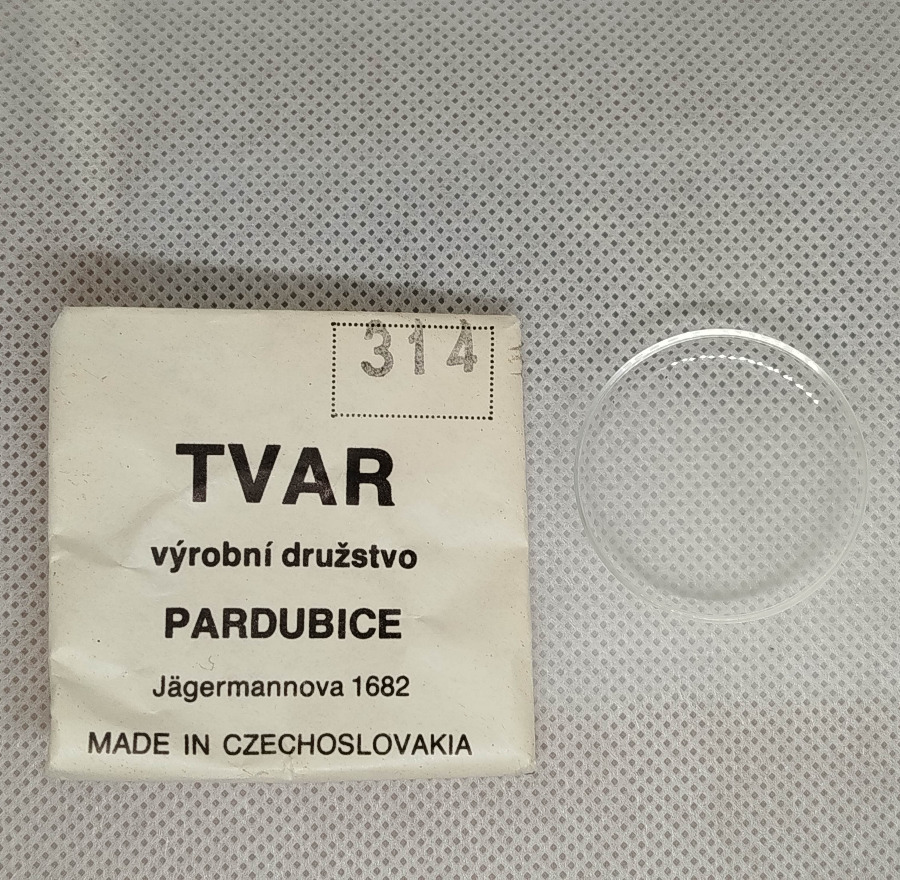 314
TVAR
výrobní družstvo
PARDUBICE
Jägermannova 1682
MADE IN CZECHOSLOVAKIA